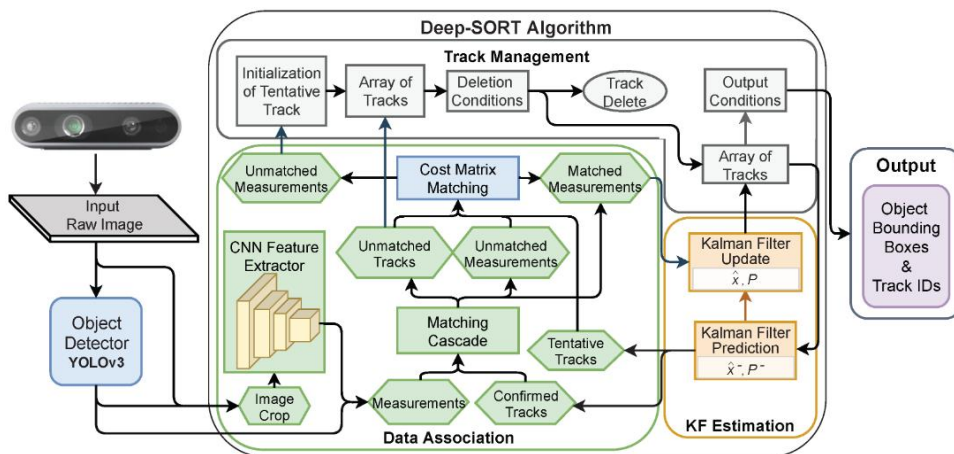 Deep-SORT Algorithm
Track Management
Initialization
of Tentative
Track
Array of
Tracks
Deletion
Conditions
Track
Delete
Output
Conditions
Array of
Tracks
Unmatched
Measurements
Cost Matrix
Matching
Matched
Measurements
Input
Raw Image
CNN Feature
Extractor
Unmatched
Tracks
Unmatched
Measurements
Kalman Filter
Update
x̂, P
Output
Object
Bounding
Boxes
&
Track IDs
Object
Detector
YOLOv3
Matching
Cascade
Tentative
Tracks
Kalman Filter
Prediction
x̂⁻, P⁻
Image
Crop
Measurements
Confirmed
Tracks
Data Association
KF Estimation